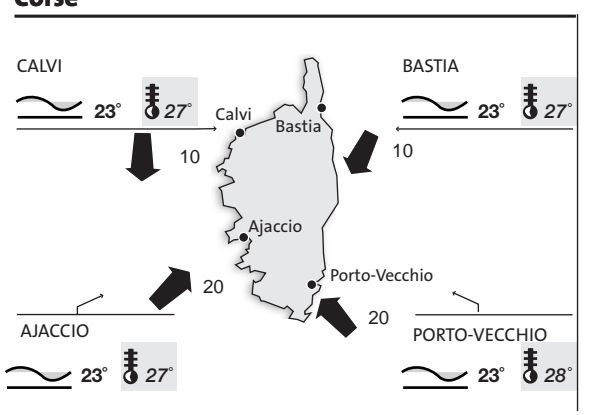 Corse
CALVI
23° 27°
BASTIA
23° 27°
Calvi
Bastia
10
10
Ajaccio
Porto-Vecchio
20
20
AJACCIO
23° 27°
PORTO-VECCHIO
23° 28°